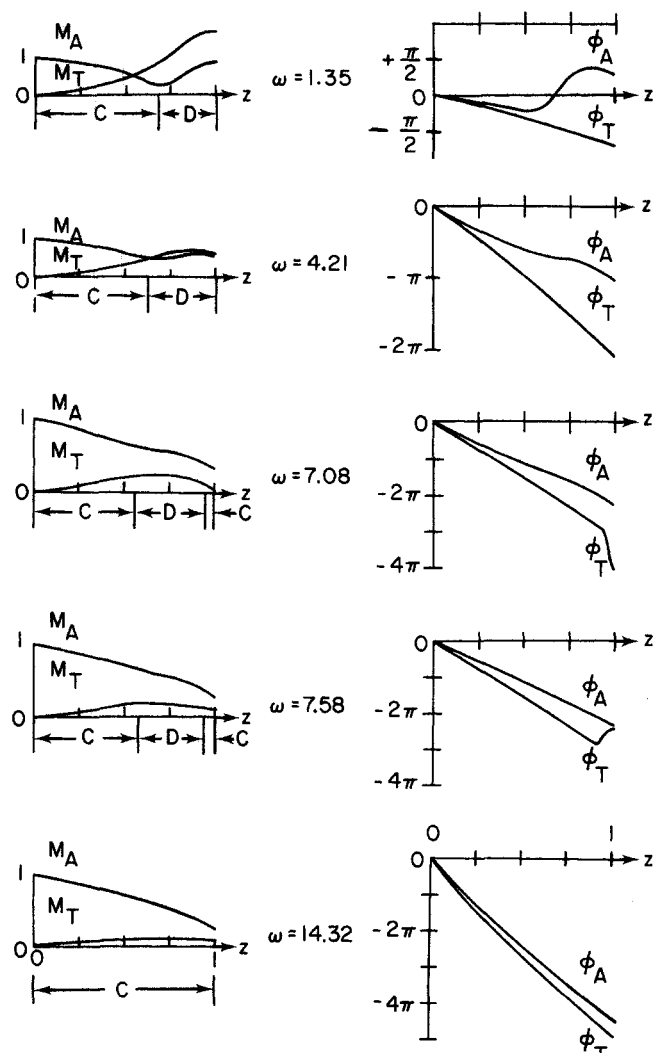 M_A
1
M_T
0
z
C D
ω = 1.35
φ_A
+ π/2
0
z
- π/2
φ_T
M_A
1
M_T
0
z
C D
ω = 4.21
0
z
φ_A
- π
φ_T
-2π
M_A
1
M_T
0
z
C D C
ω = 7.08
0
z
φ_A
-2π
φ_T
-4π
M_A
1
M_T
0
z
C D C
ω = 7.58
0
z
φ_A
-2π
φ_T
-4π
M_A
1
M_T
0
z
0 1
C
ω = 14.32
0 1
0
z
-2π
φ_A
-4π
φ_T